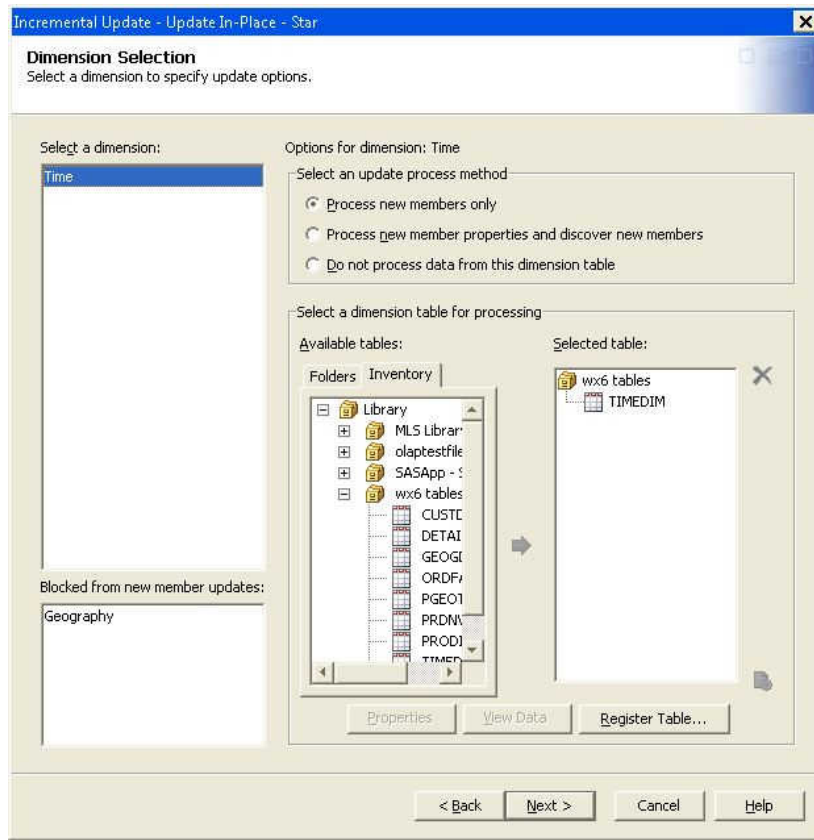 Incremental Update - Update In-Place - Star
Dimension Selection
Select a dimension to specify update options.
Select a dimension:
Time
Blocked from new member updates:
Geography
Options for dimension: Time
Select an update process method
Process new members only
Process new member properties and discover new members
Do not process data from this dimension table
Select a dimension table for processing
Available tables:
Folders Inventory
Library
MLS Librar
olaptestfile
SASApp - S
wx6 tables
CUSTD
DETAI
GEOGD
ORDFA
PGEOT
PRDNV
PRODI
TIMED
Selected table:
wx6 tables
TIMEDIM
Properties View Data Register Table...
< Back Next > Cancel Help